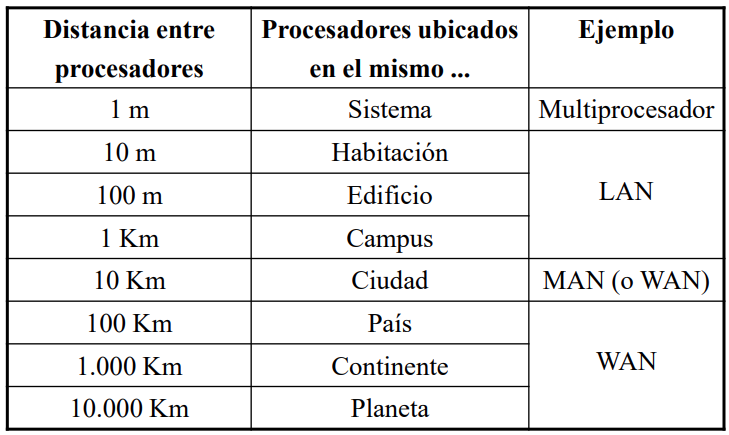 Distancia entre procesadores | Procesadores ubicados en el mismo ... | Ejemplo
1 m | Sistema | Multiprocesador
10 m | Habitación | LAN
100 m | Edificio
1 Km | Campus
10 Km | Ciudad | MAN (o WAN)
100 Km | País | WAN
1.000 Km | Continente
10.000 Km | Planeta